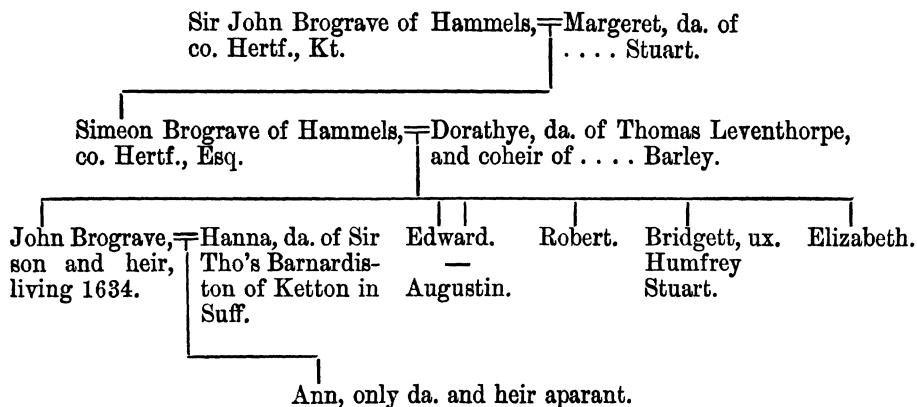 Sir John Brograve of Hammels,
co. Hertf., Kt.
Margeret, da. of
. . . . Stuart.
Simeon Brograve of Hammels,
co. Hertf., Esq.
Dorathye, da. of Thomas Leventhorpe,
and coheir of . . . . Barley.
John Brograve,
son and heir,
living 1634.
Hanna, da. of Sir
Tho's Barnardis-
ton of Ketton in
Suff.
Edward.
—
Augustin.
Robert.
Bridgett, ux.
Humfrey
Stuart.
Elizabeth.
Ann, only da. and heir aparant.